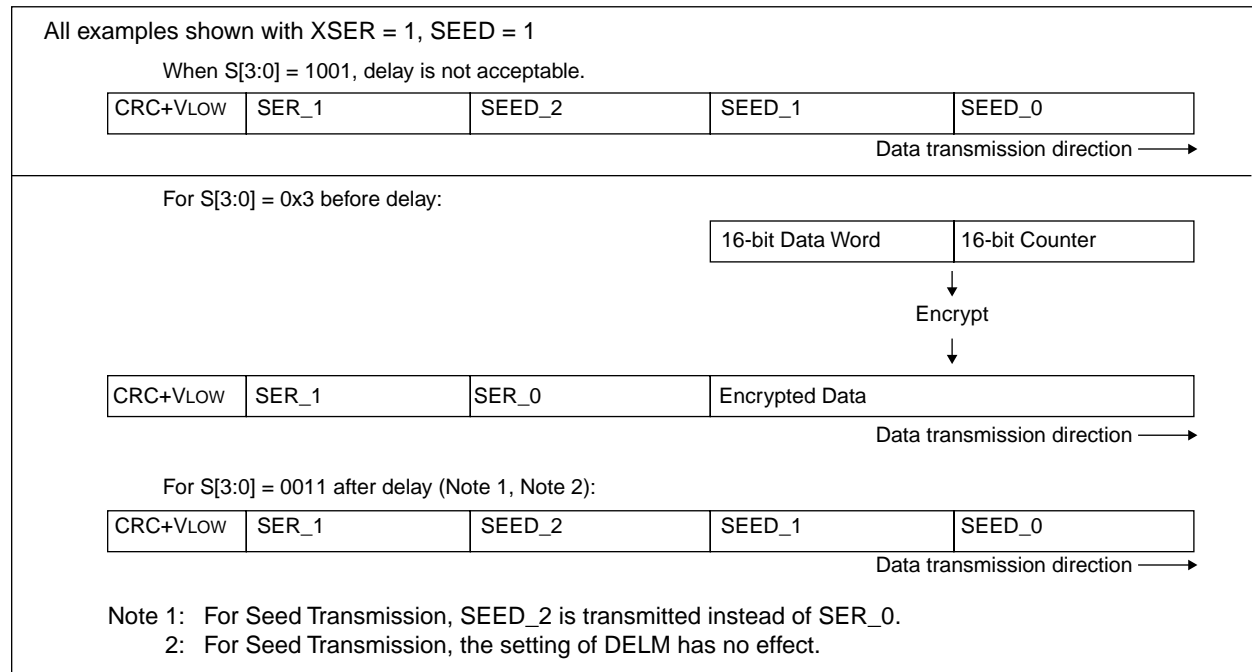 All examples shown with XSER = 1, SEED = 1
When S[3:0] = 1001, delay is not acceptable.
CRC+VLOW SER_1 SEED_2 SEED_1 SEED_0
Data transmission direction
For S[3:0] = 0x3 before delay:
16-bit Data Word 16-bit Counter
Encrypt
CRC+VLOW SER_1 SER_0 Encrypted Data
Data transmission direction
For S[3:0] = 0011 after delay (Note 1, Note 2):
CRC+VLOW SER_1 SEED_2 SEED_1 SEED_0
Data transmission direction
Note 1: For Seed Transmission, SEED_2 is transmitted instead of SER_0.
2: For Seed Transmission, the setting of DELM has no effect.